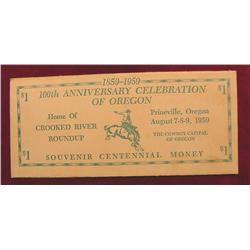 1859-1959
$1 100th ANNIVERSARY CELEBRATION $1
OF OREGON
Home Of
CROOKED RIVER
ROUNDUP
Prineville, Oregon
August 7-8-9, 1959
THE COWBOY CAPITAL
OF OREGON
$1 SOUVENIR CENTENNIAL MONEY $1